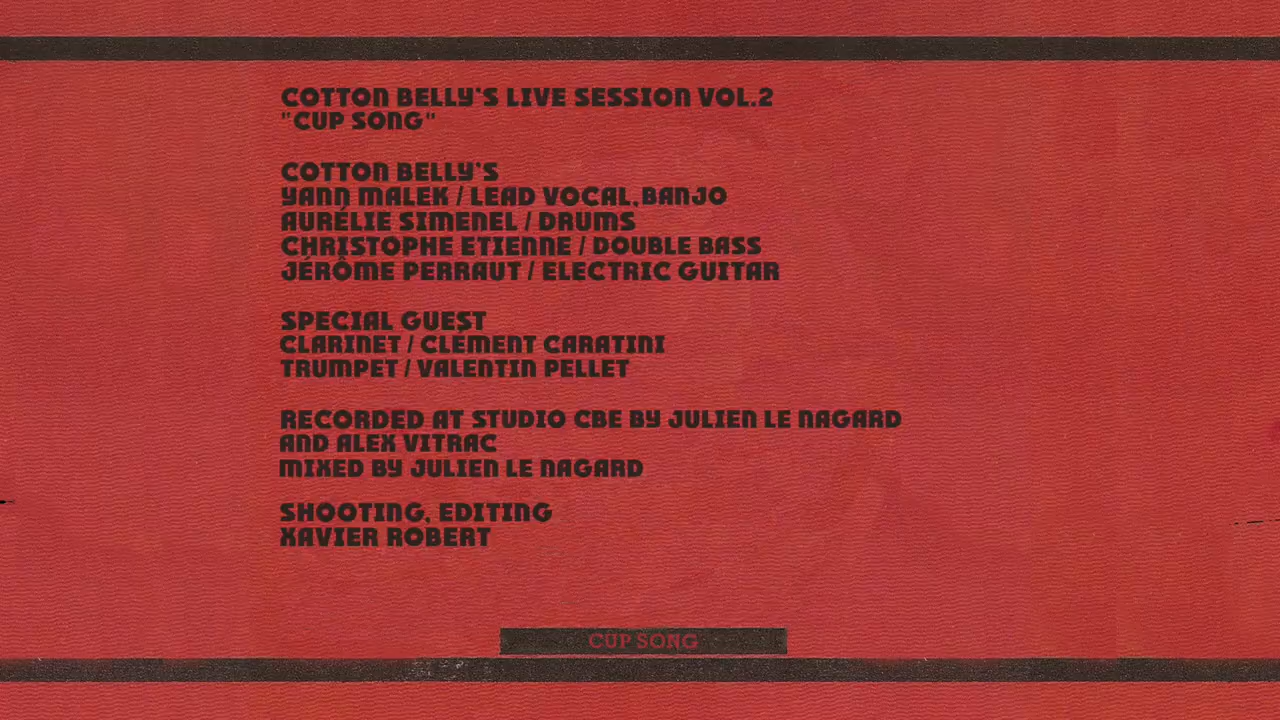 COTTON BELLY'S LIVE SESSION VOL.2
"CUP SONG"
COTTON BELLY'S
YANN MALEK / LEAD VOCAL, BANJO
AURÉLIE SIMENEL / DRUMS
CHRISTOPHE ETIENNE / DOUBLE BASS
JÉRÔME PERRAUT / ELECTRIC GUITAR
SPECIAL GUEST
CLARINET / CLÉMENT CARATINI
TRUMPET / VALENTIN PELLET
RECORDED AT STUDIO CBE BY JULIEN LE NAGARD
AND ALEX VITRAC
MIXED BY JULIEN LE NAGARD
SHOOTING, EDITING
XAVIER ROBERT
CUP SONG